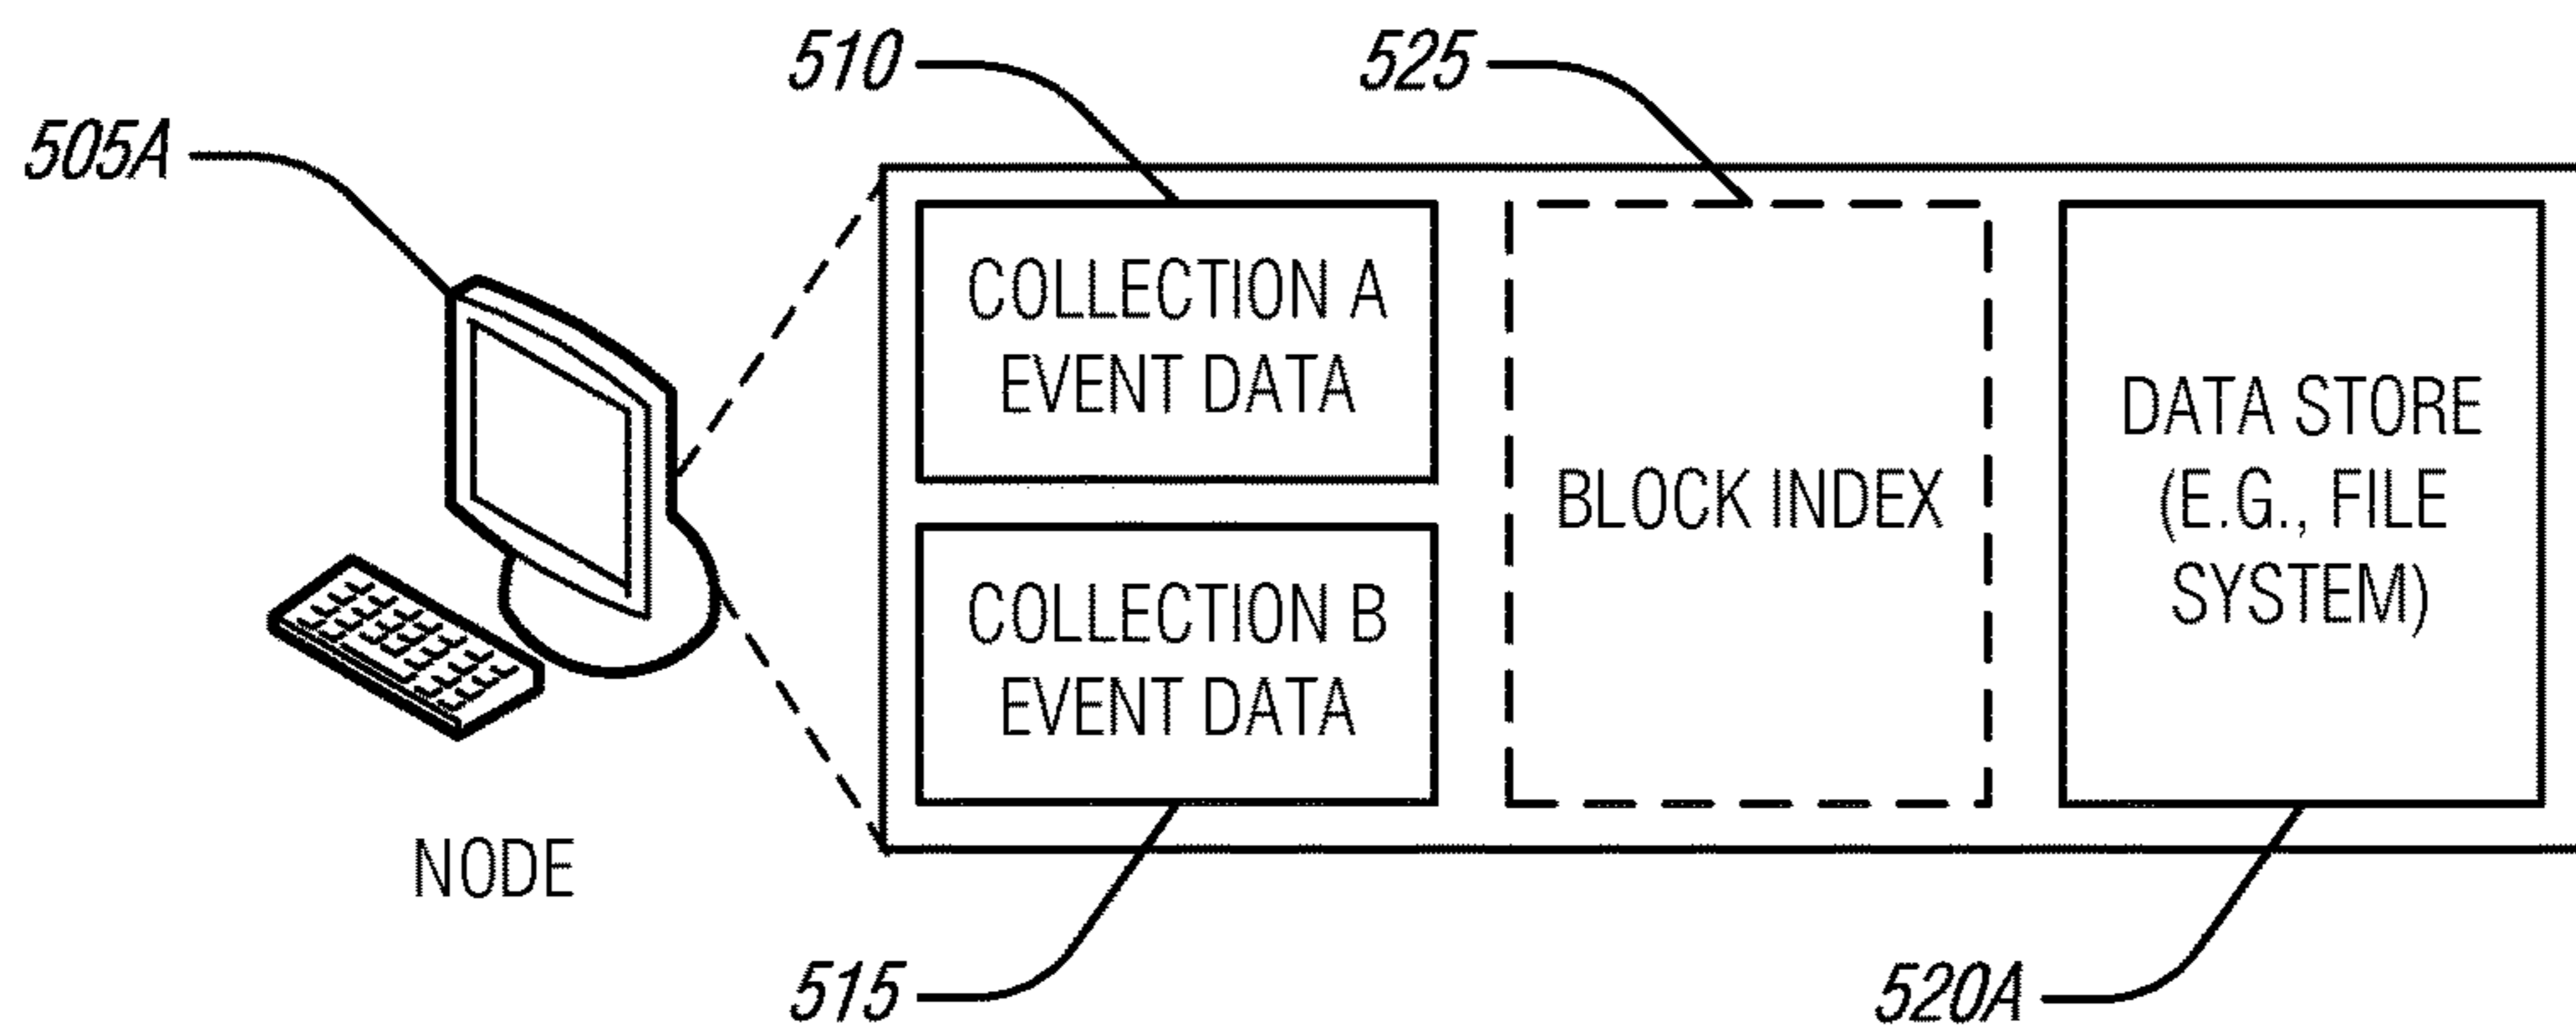 510
525
505A
COLLECTION A
EVENT DATA
BLOCK INDEX
DATA STORE
(E.G., FILE
SYSTEM)
COLLECTION B
EVENT DATA
NODE
515
520A